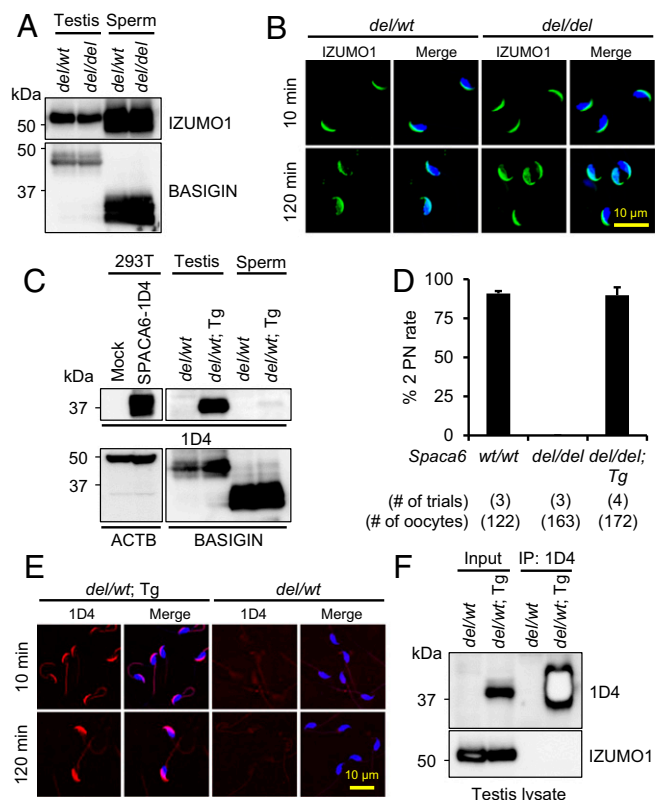 A
Testis Sperm
del/wt del/del del/wt del/del
kDa
50
IZUMO1
50
37
BASIGIN
B
del/wt del/del
IZUMO1 Merge IZUMO1 Merge
10 min
120 min
10 µm
C
293T Testis Sperm
Mock SPACA6-1D4 del/wt del/wt; Tg del/wt del/wt; Tg
kDa
37
1D4
50
37
ACTB BASIGIN
D
% 2 PN rate
100
75
50
25
0
Spaca6 wt/wt del/del del/del; Tg
(# of trials) (3) (3) (4)
(# of oocytes) (122) (163) (172)
E
del/wt; Tg del/wt
1D4 Merge 1D4 Merge
10 min
120 min
10 µm
F
Input IP: 1D4
del/wt del/wt; Tg del/wt del/wt; Tg
kDa
37
1D4
50
IZUMO1
Testis lysate